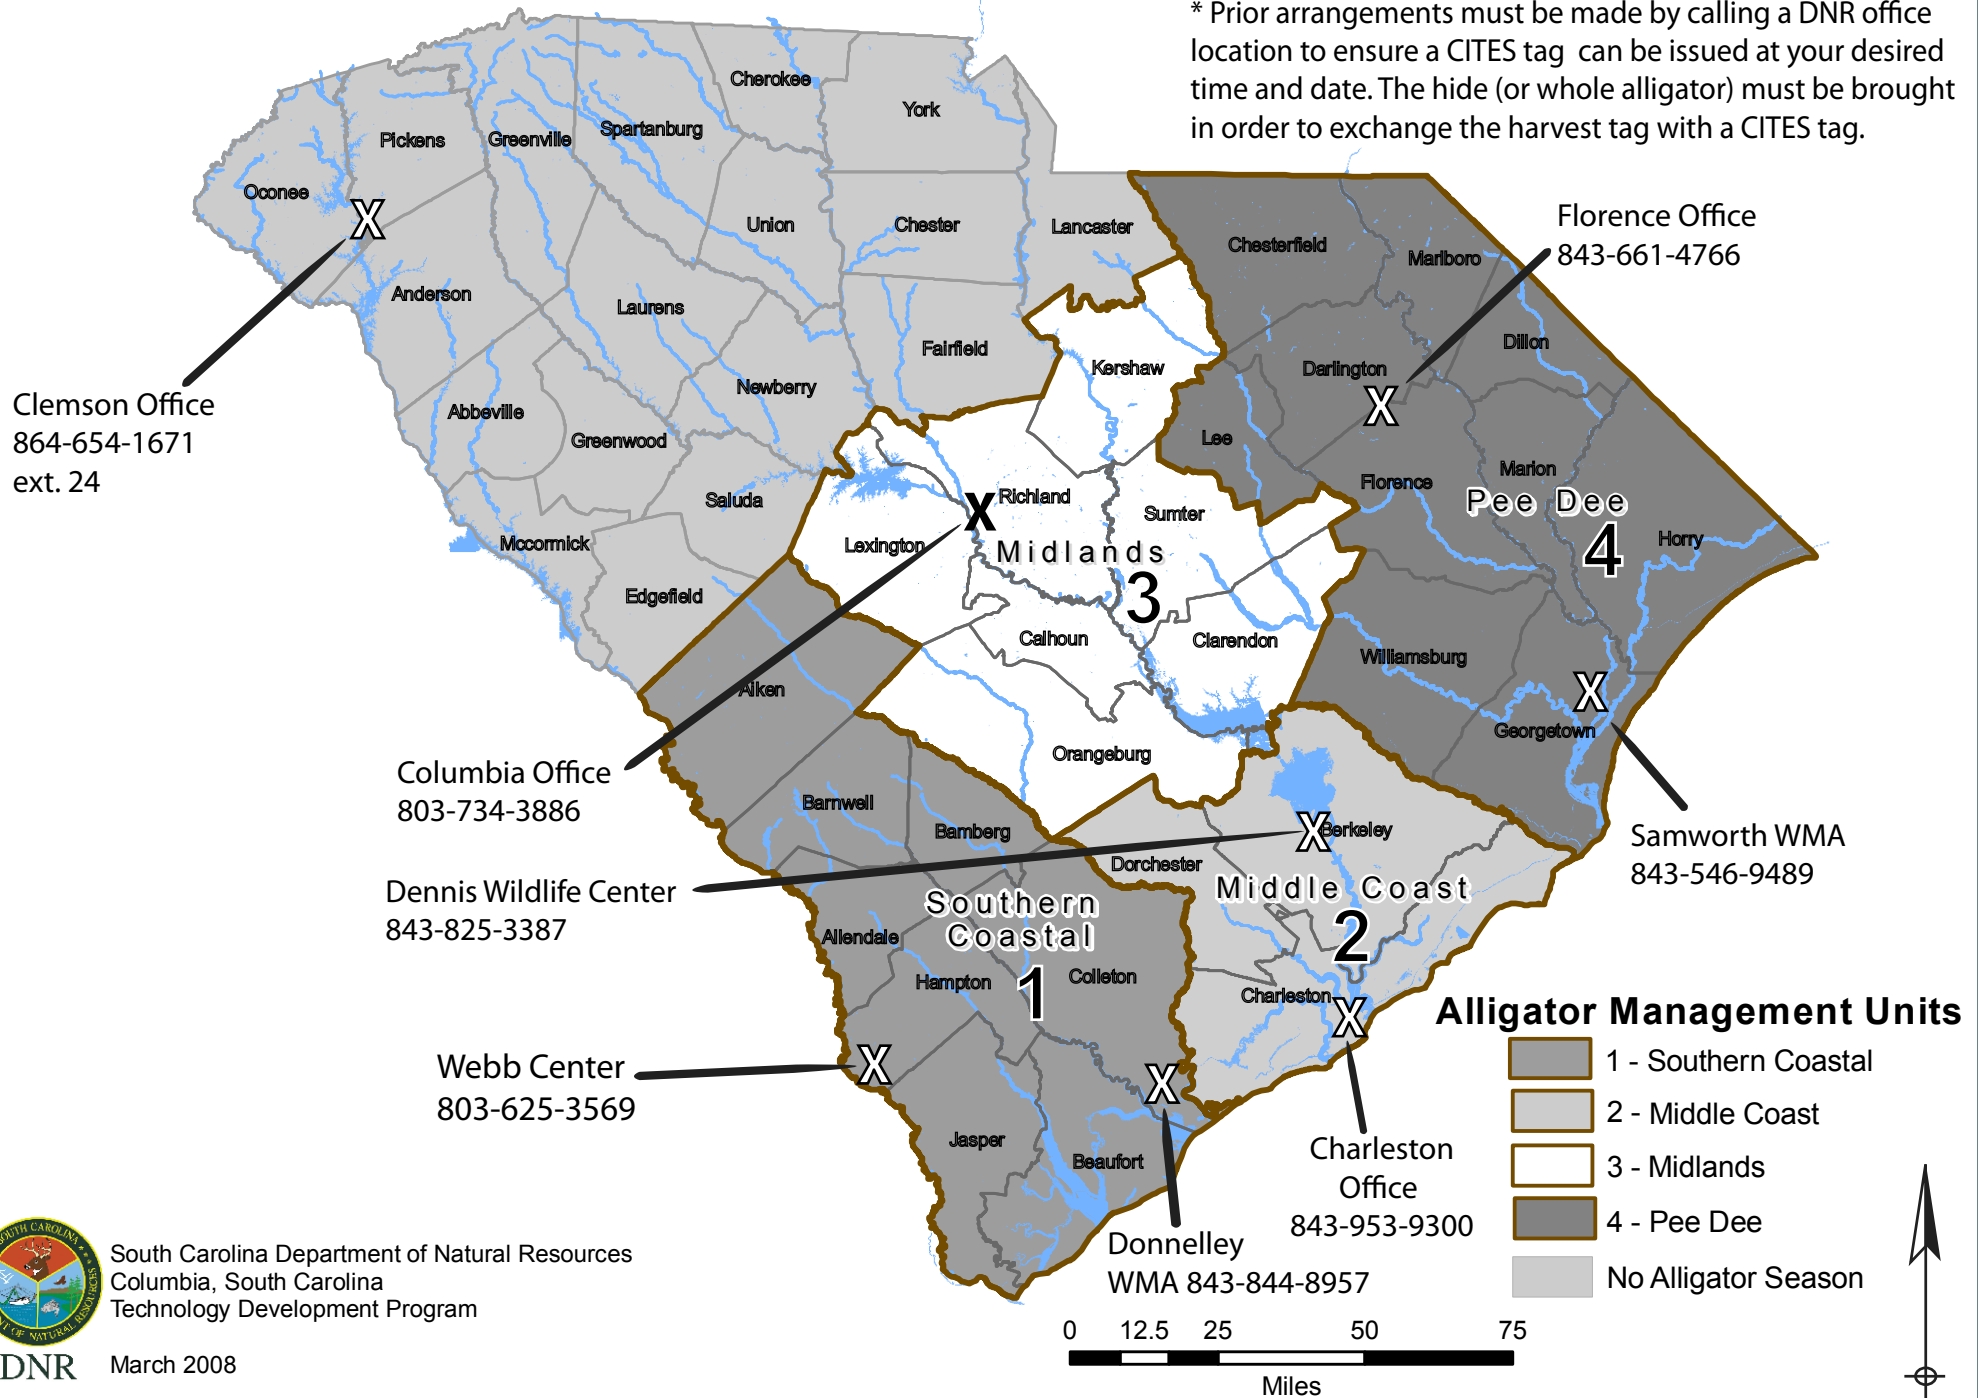 * Prior arrangements must be made by calling a DNR office
location to ensure a CITES tag can be issued at your desired
time and date. The hide (or whole alligator) must be brought
in order to exchange the harvest tag with a CITES tag.
Cherokee
York
Pickens
Greenville
Spartanburg
Oconee
Union
Chester
Lancaster
Chesterfield
Marlboro
Florence Office
843-661-4766
Anderson
Laurens
Fairfield
Kershaw
Darlington
Dillon
Newberry
Clemson Office
864-654-1671
ext. 24
Abbeville
Greenwood
Lee
Marion
Florence
Saluda
Richland
Sumter
Pee Dee
4
Horry
Mccormick
Lexington
Midlands
3
Edgefield
Calhoun
Clarendon
Williamsburg
Aiken
Georgetown
Orangeburg
Columbia Office
803-734-3886
Barnwell
Bamberg
Berkeley
Samworth WMA
843-546-9489
Dorchester
Dennis Wildlife Center
843-825-3387
Middle Coast
2
Southern
Coastal
1
Allendale
Hampton
Colleton
Charleston
Webb Center
803-625-3569
Jasper
Beaufort
Charleston
Office
843-953-9300
Donnelley
WMA 843-844-8957
Alligator Management Units
1 - Southern Coastal
2 - Middle Coast
3 - Midlands
4 - Pee Dee
No Alligator Season
0 12.5 25 50 75
Miles
SOUTH CAROLINA
DEPARTMENT OF NATURAL RESOURCES
DNR
South Carolina Department of Natural Resources
Columbia, South Carolina
Technology Development Program
March 2008